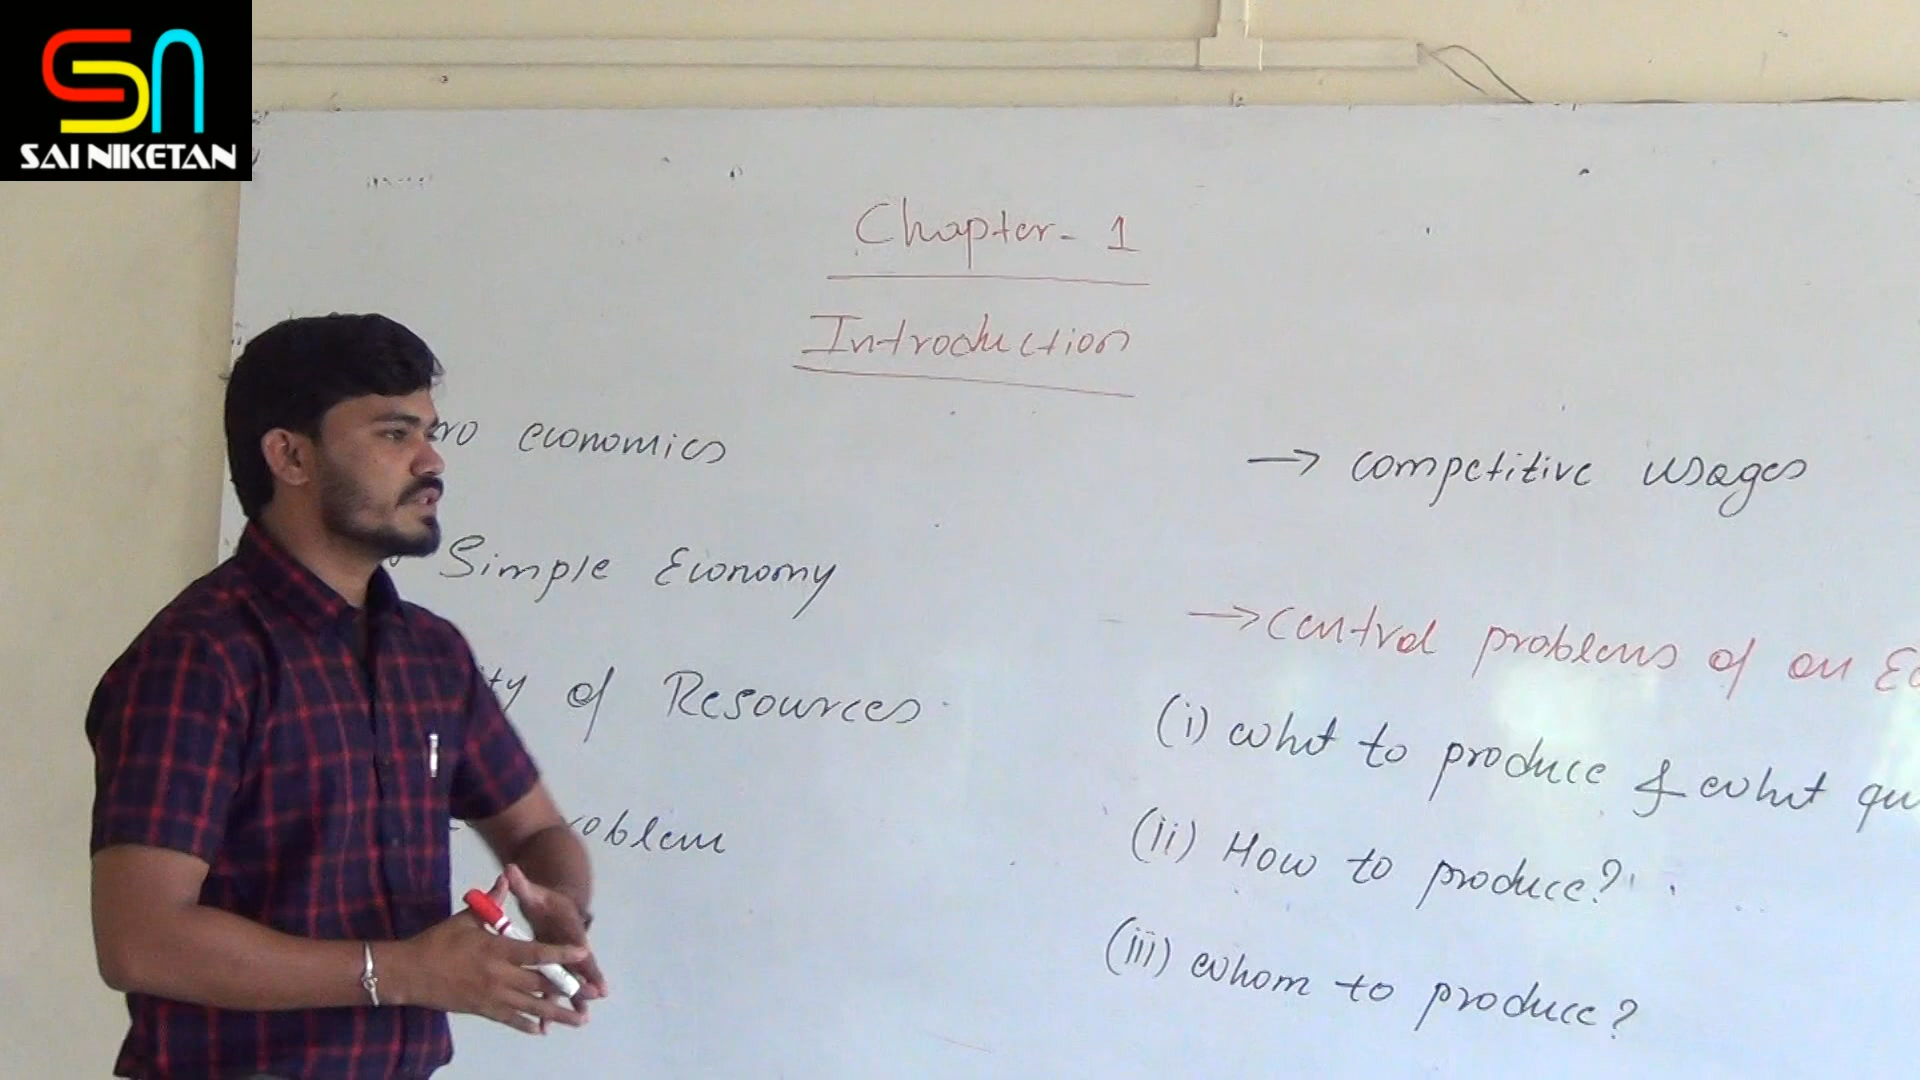 SAI NIKETAN
Chapter - 1
Introduction
economics
Simple Economy
of Resources
→ competitive usages
→ central problems of an
(i) what to produce & what
(ii) How to produce?
(iii) whom to produce?